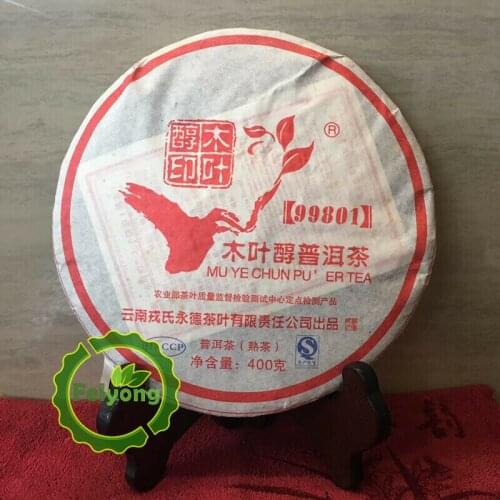 醇木
印叶
®
【99801】
木叶醇普洱茶
MU YE CHUN PU'ER TEA
农业部茶叶质量监督检验测试中心定点检测产品
云南戎氏永德茶叶有限责任公司出品
CCP
普洱茶（熟茶）
净含量:400克
Feiyong